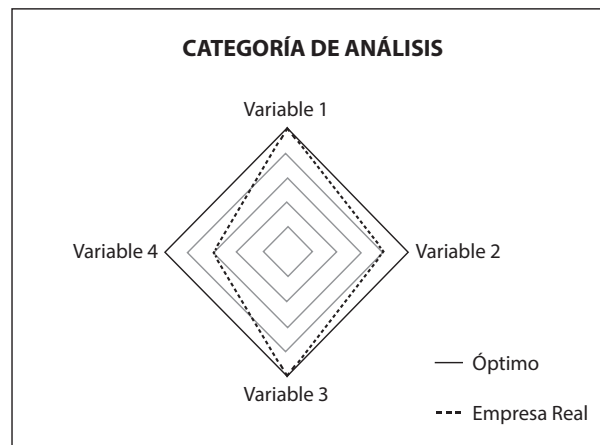 CATEGORÍA DE ANÁLISIS
Variable 1
Variable 4
Variable 2
Variable 3
Óptimo
Empresa Real